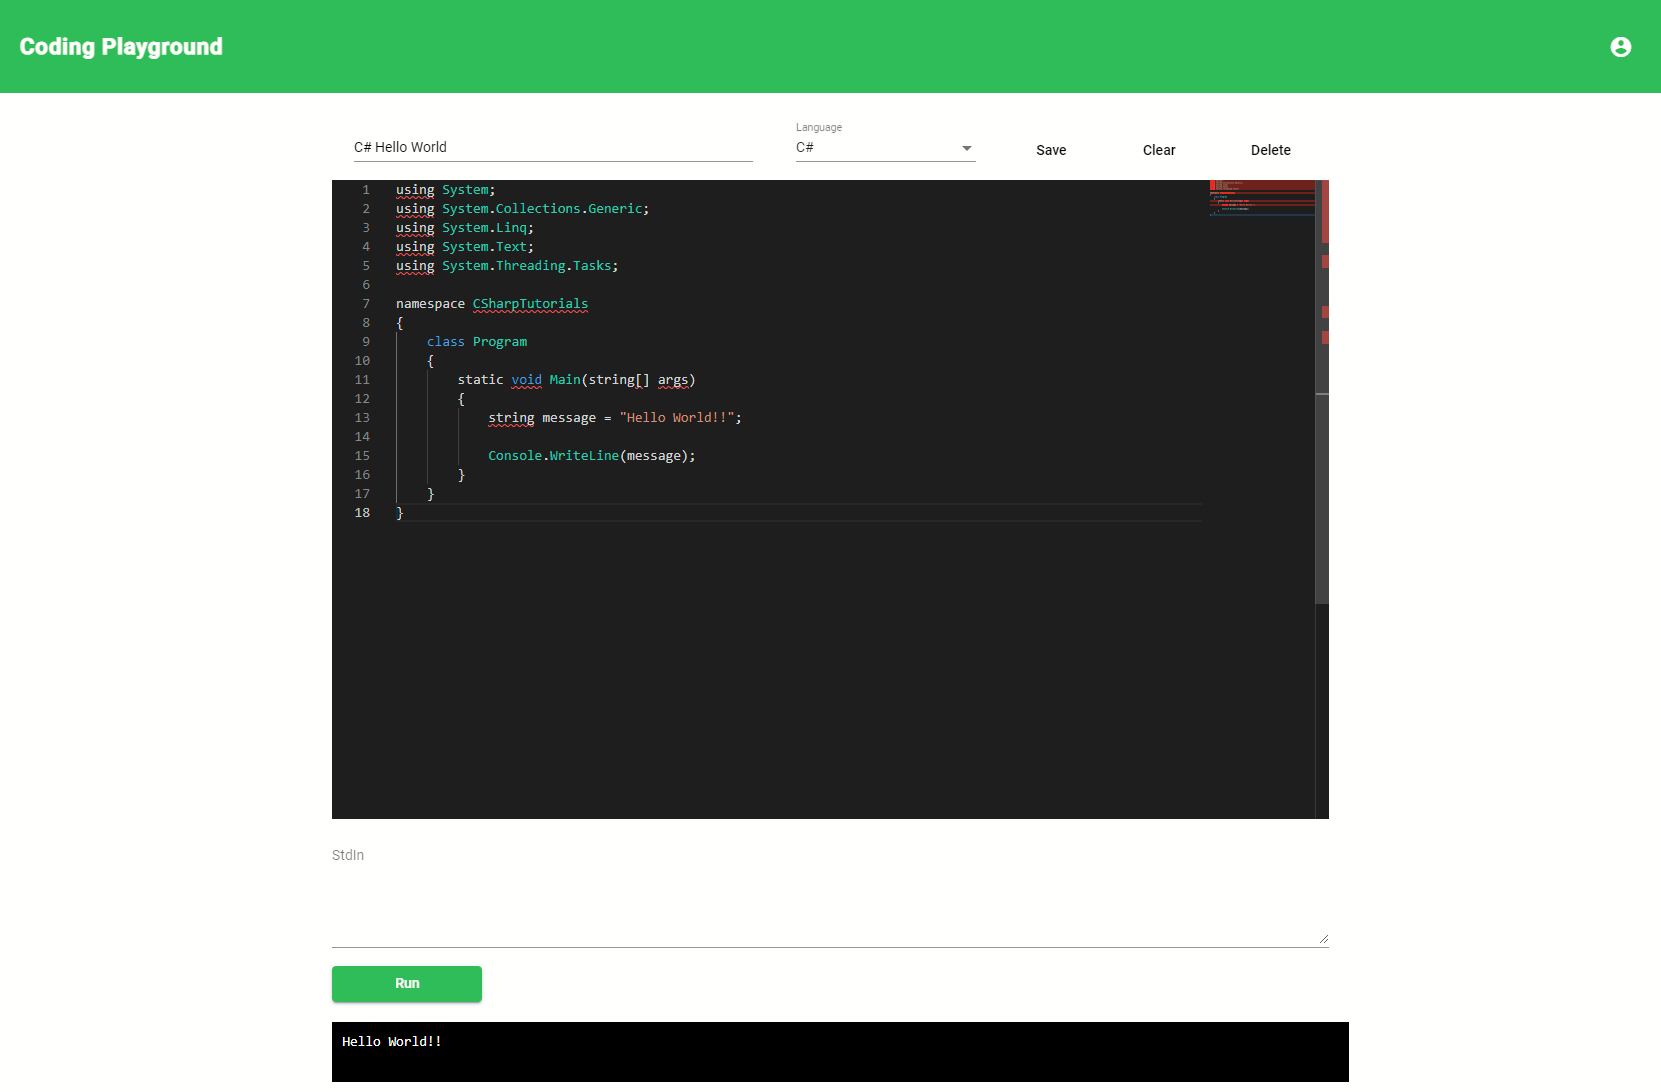 Coding Playground
Language
C# Hello World
C#
Save
Clear
Delete
1 using System;
2 using System.Collections.Generic;
3 using System.Linq;
4 using System.Text;
5 using System.Threading.Tasks;
6
7 namespace CSharpTutorials
8 {
9     class Program
10     {
11         static void Main(string[] args)
12         {
13             string message = "Hello World!!";
14
15             Console.WriteLine(message);
16         }
17     }
18 }
StdIn
Run
Hello World!!